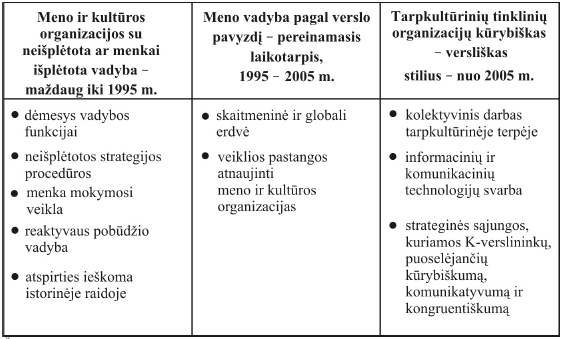 Meno ir kultūros
organizacijos su
neišplėtota ar menkai
išplėtota vadyba –
maždaug iki 1995 m.
Meno vadyba pagal verslo
pavyzdį – pereinamasis
laikotarpis,
1995 – 2005 m.
Tarpkultūrinių tinklinių
organizacijų kūrybiškas
– versliškas
stilius – nuo 2005 m.
● dėmesys vadybos
funkcijai
● neišplėtotos strategijos
procedūros
● menka mokymosi
veikla
● reaktyvaus pobūdžio
vadyba
● atspirties ieškoma
istorinėje raidoje
● skaitmeninė ir globali
erdvė
● veiklios pastangos
atnaujinti
meno ir kultūros
organizacijas
● kolektyvinis darbas
tarpkultūrinėje terpėje
● informacinių ir
komunikacinių
technologijų svarba
● strateginės sąjungos,
kuriamos K-verslininkų,
puoselėjančių
kūrybiškumą,
komunikatyvumą ir
kongruentiškumą